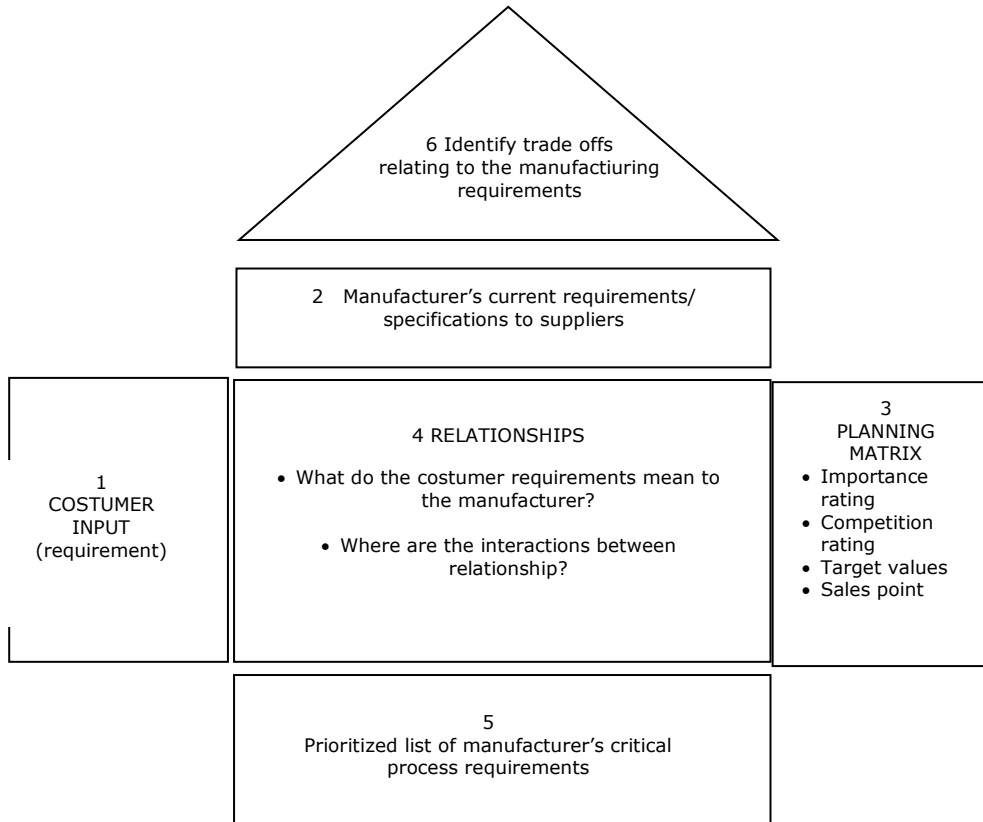 6 Identify trade offs
relating to the manufactiuring
requirements
2 Manufacturer’s current requirements/
specifications to suppliers
1
COSTUMER
INPUT
(requirement)
4 RELATIONSHIPS
• What do the costumer requirements mean to
the manufacturer?
• Where are the interactions between
relationship?
3
PLANNING
MATRIX
• Importance
rating
• Competition
rating
• Target values
• Sales point
5
Prioritized list of manufacturer’s critical
process requirements